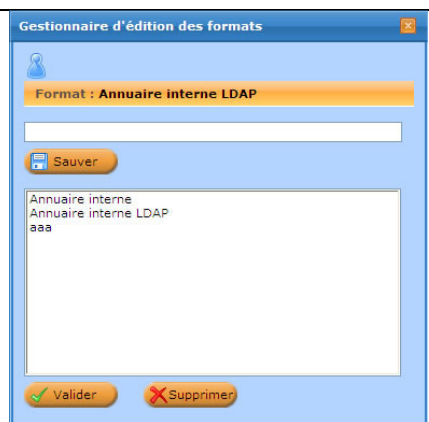 Gestionnaire d'édition des formats
Format : Annuaire interne LDAP
Sauver
Annuaire interne
Annuaire interne LDAP
aaa
Valider Supprimer